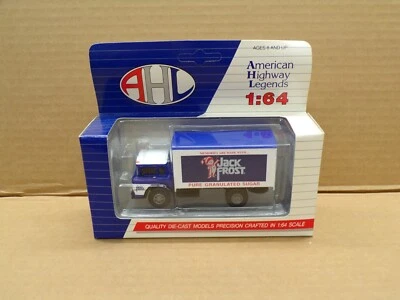 AHL
AGES 8 AND UP
American
Highway
Legends
1:64
Jack
FROST
PURE GRANULATED SUGAR
QUALITY DIE-CAST MODELS PRECISION CRAFTED IN 1:64 SCALE